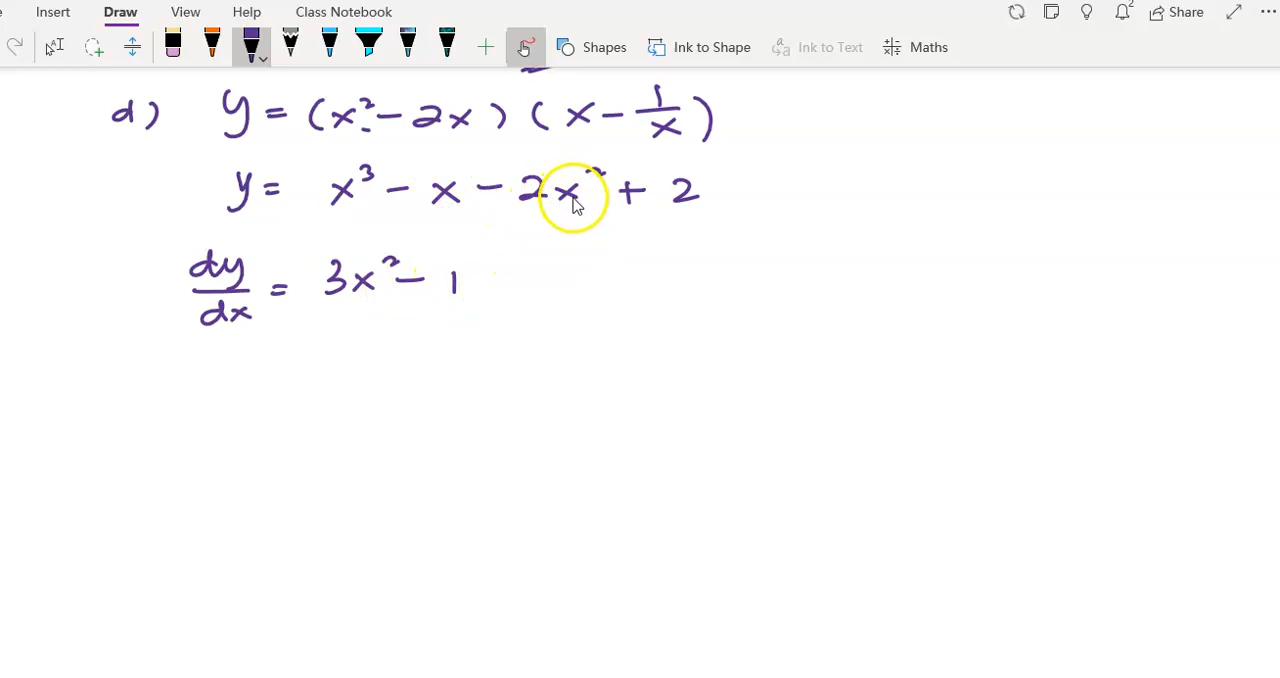 Insert Draw View Help Class Notebook 2 Share
Shapes Ink to Shape Ink to Text Maths
d) y = (x² - 2x) (x - 1/x)
y = x³ - x - 2x² + 2
dy/dx = 3x² - 1